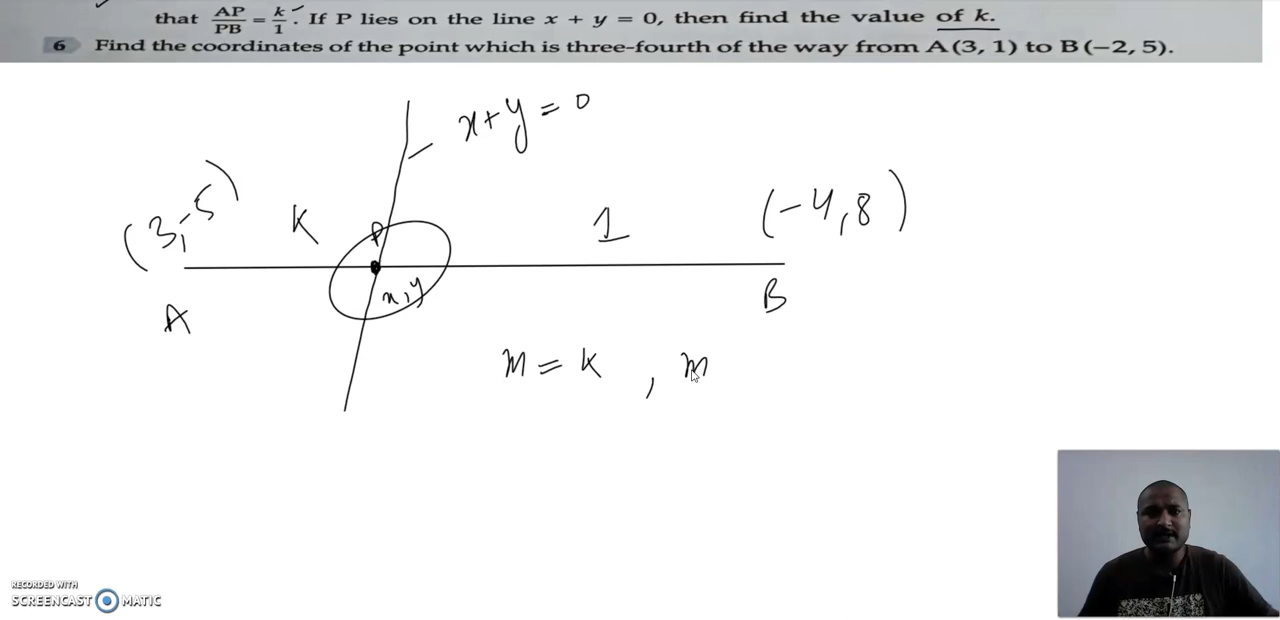 that AP/PB = k/1. If P lies on the line x + y = 0, then find the value of k.
6 Find the coordinates of the point which is three-fourth of the way from A(3, 1) to B(−2, 5).
x+y=0
(3,-5)
K
P
1
(-4,8)
x,y
A
B
m = k , m
RECORDED WITH
SCREENCAST MATIC